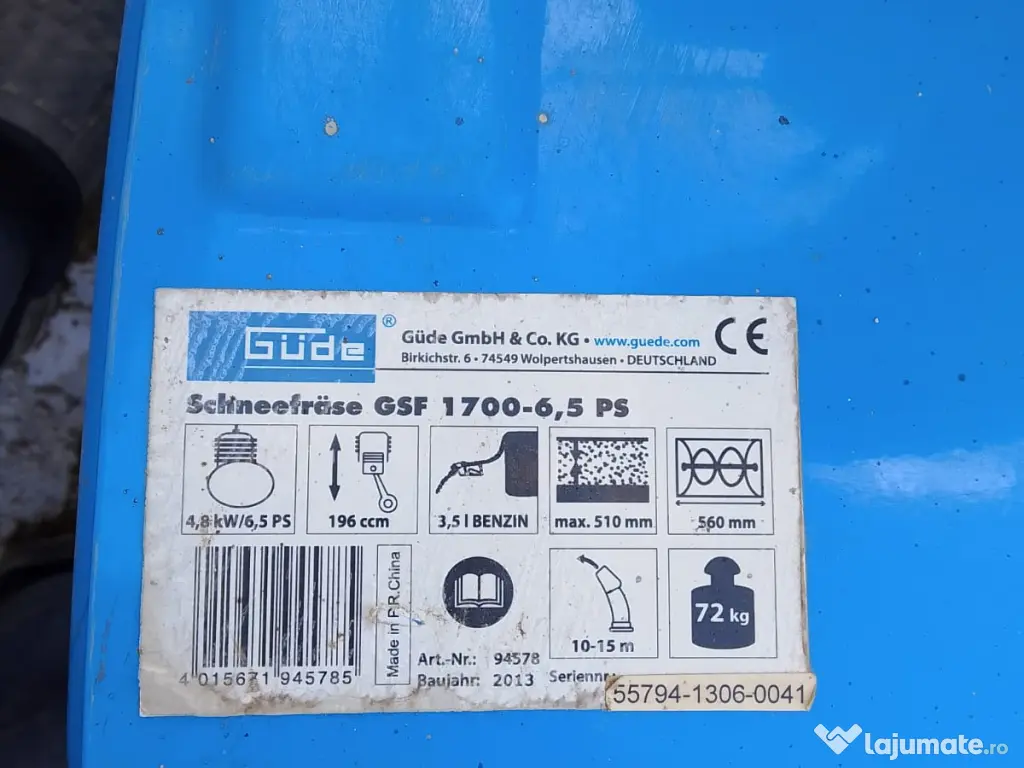 Güde ®
Güde GmbH & Co. KG • www.guede.com
Birkichstr. 6 • 74549 Wolpertshausen • DEUTSCHLAND
CE
Schneefräse GSF 1700-6,5 PS
4,8 kW/6,5 PS
196 ccm
3,5 l BENZIN
max. 510 mm
560 mm
4 015671 945785
Made in P.R.China
Art.-Nr.: 94578
Baujahr: 2013
10-15 m
72 kg
Seriennr.:
55794-1306-0041
lajumate.ro